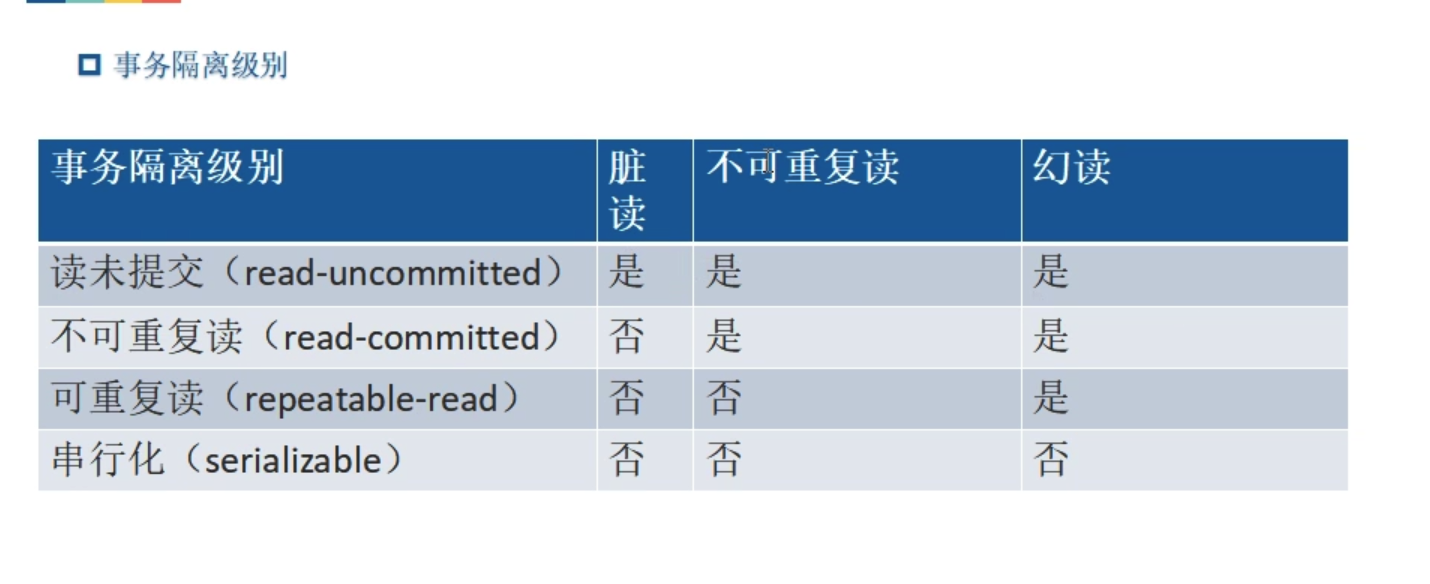 事务隔离级别
事务隔离级别 脏读 不可重复读 幻读
读未提交（read-uncommitted） 是 是 是
不可重复读（read-committed） 否 是 是
可重复读（repeatable-read） 否 否 是
串行化（serializable） 否 否 否